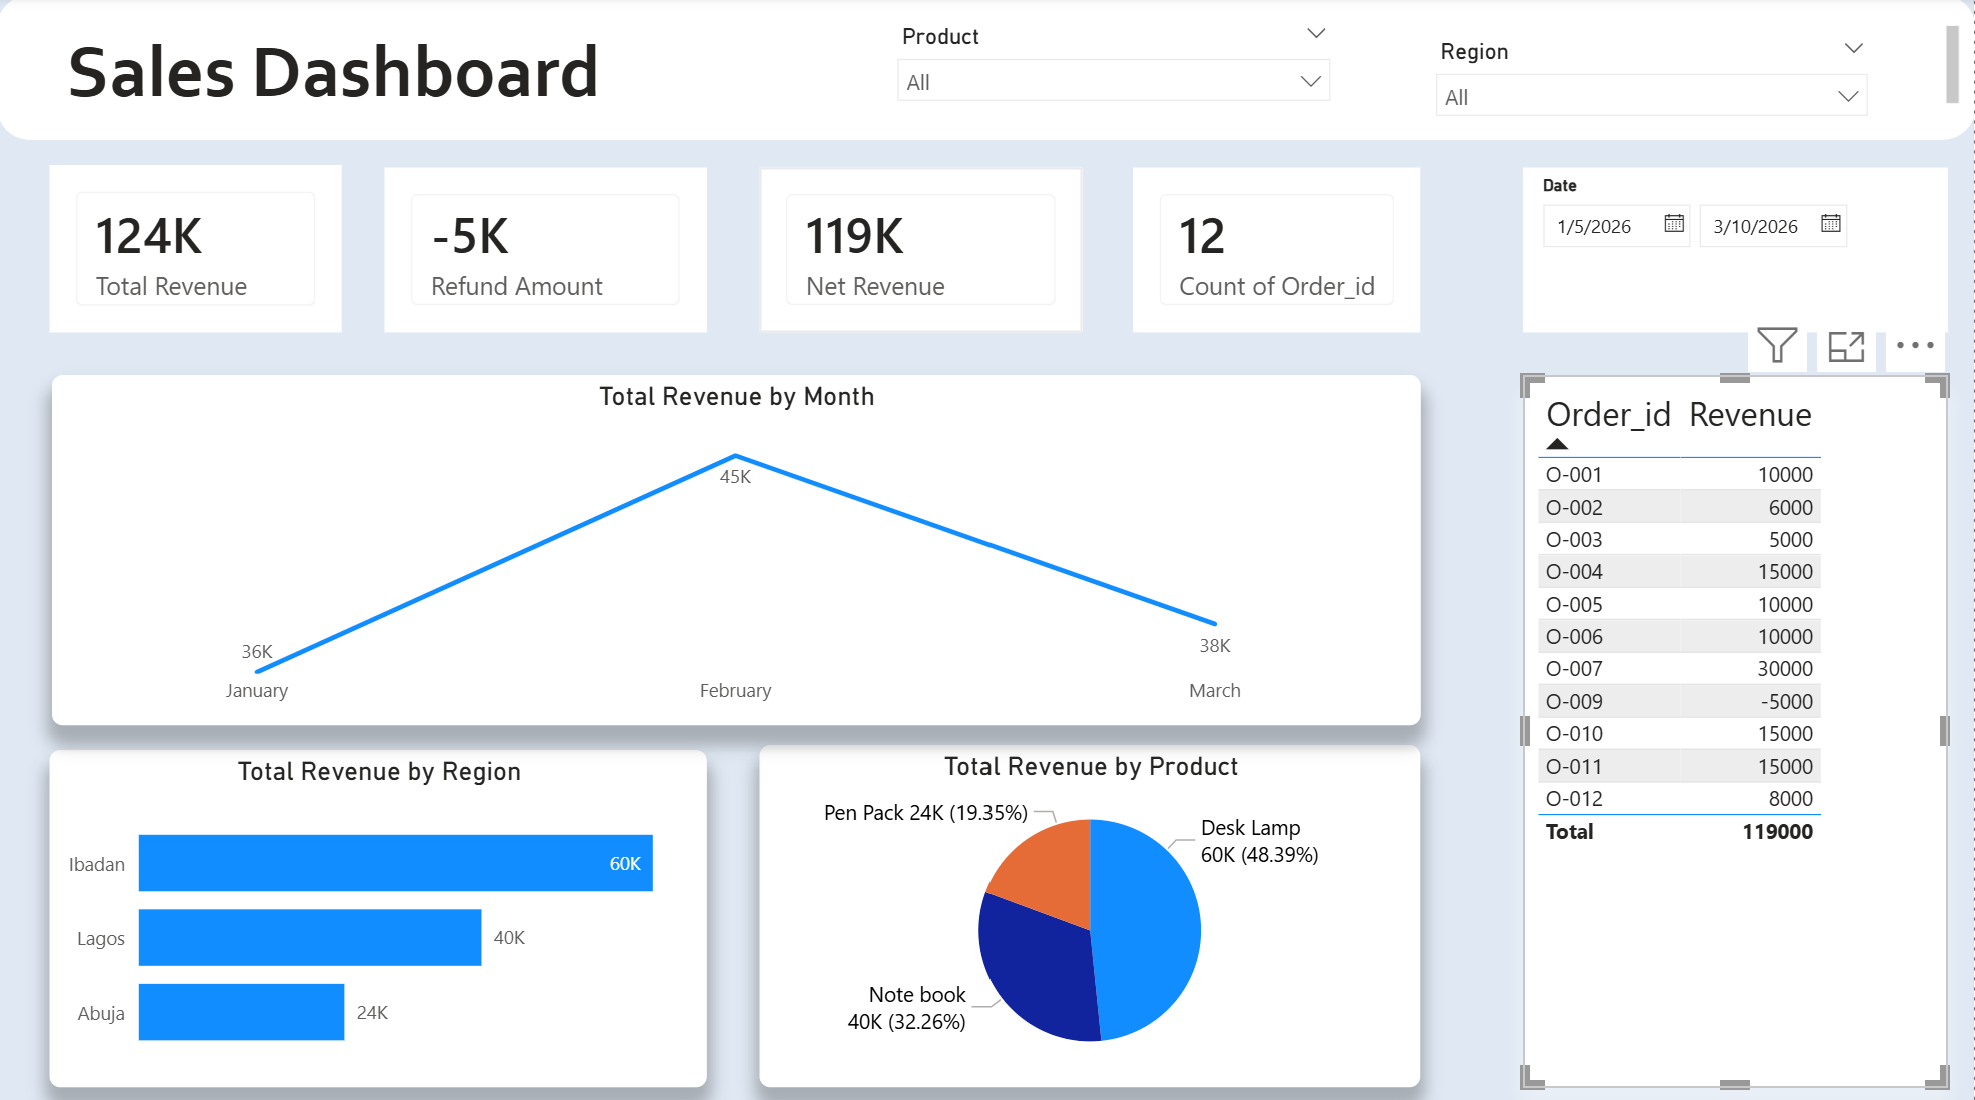 Sales Dashboard
Product
All
Region
All
124K
Total Revenue
-5K
Refund Amount
119K
Net Revenue
12
Count of Order_id
Date
1/5/2026
3/10/2026
Total Revenue by Month
45K
36K
38K
January
February
March
Order_id Revenue
O-001 10000
O-002 6000
O-003 5000
O-004 15000
O-005 10000
O-006 10000
O-007 30000
O-009 -5000
O-010 15000
O-011 15000
O-012 8000
Total 119000
Total Revenue by Region
Ibadan 60K
Lagos 40K
Abuja 24K
Total Revenue by Product
Pen Pack 24K (19.35%)
Desk Lamp
60K (48.39%)
Note book
40K (32.26%)